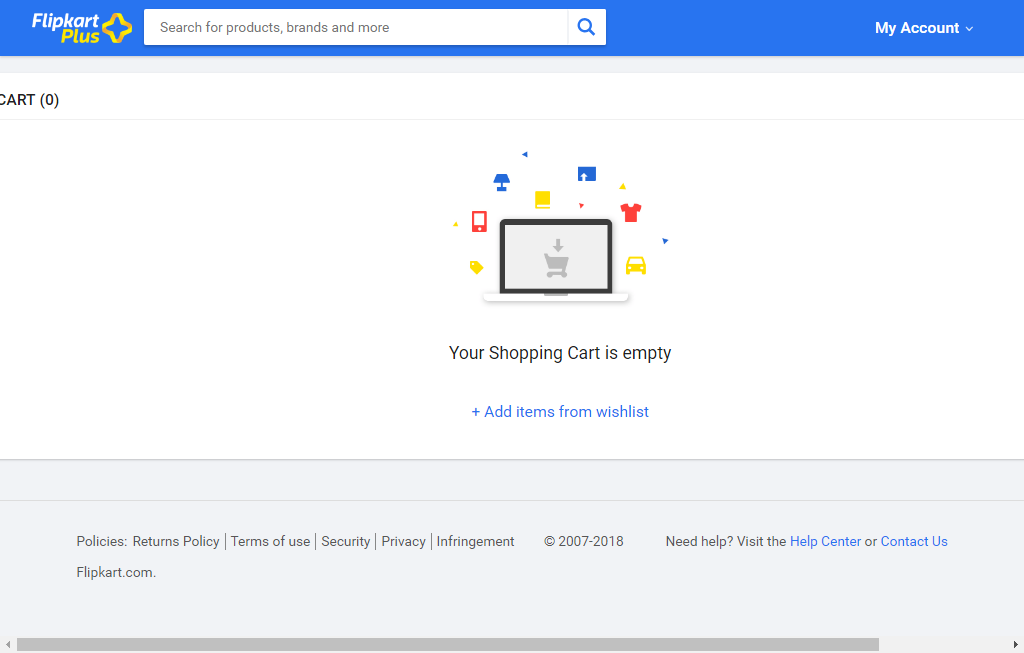 Flipkart
Plus
Search for products, brands and more
My Account
CART (0)
Your Shopping Cart is empty
+ Add items from wishlist
Policies: Returns Policy | Terms of use | Security | Privacy | Infringement © 2007-2018 Need help? Visit the Help Center or Contact Us
Flipkart.com.